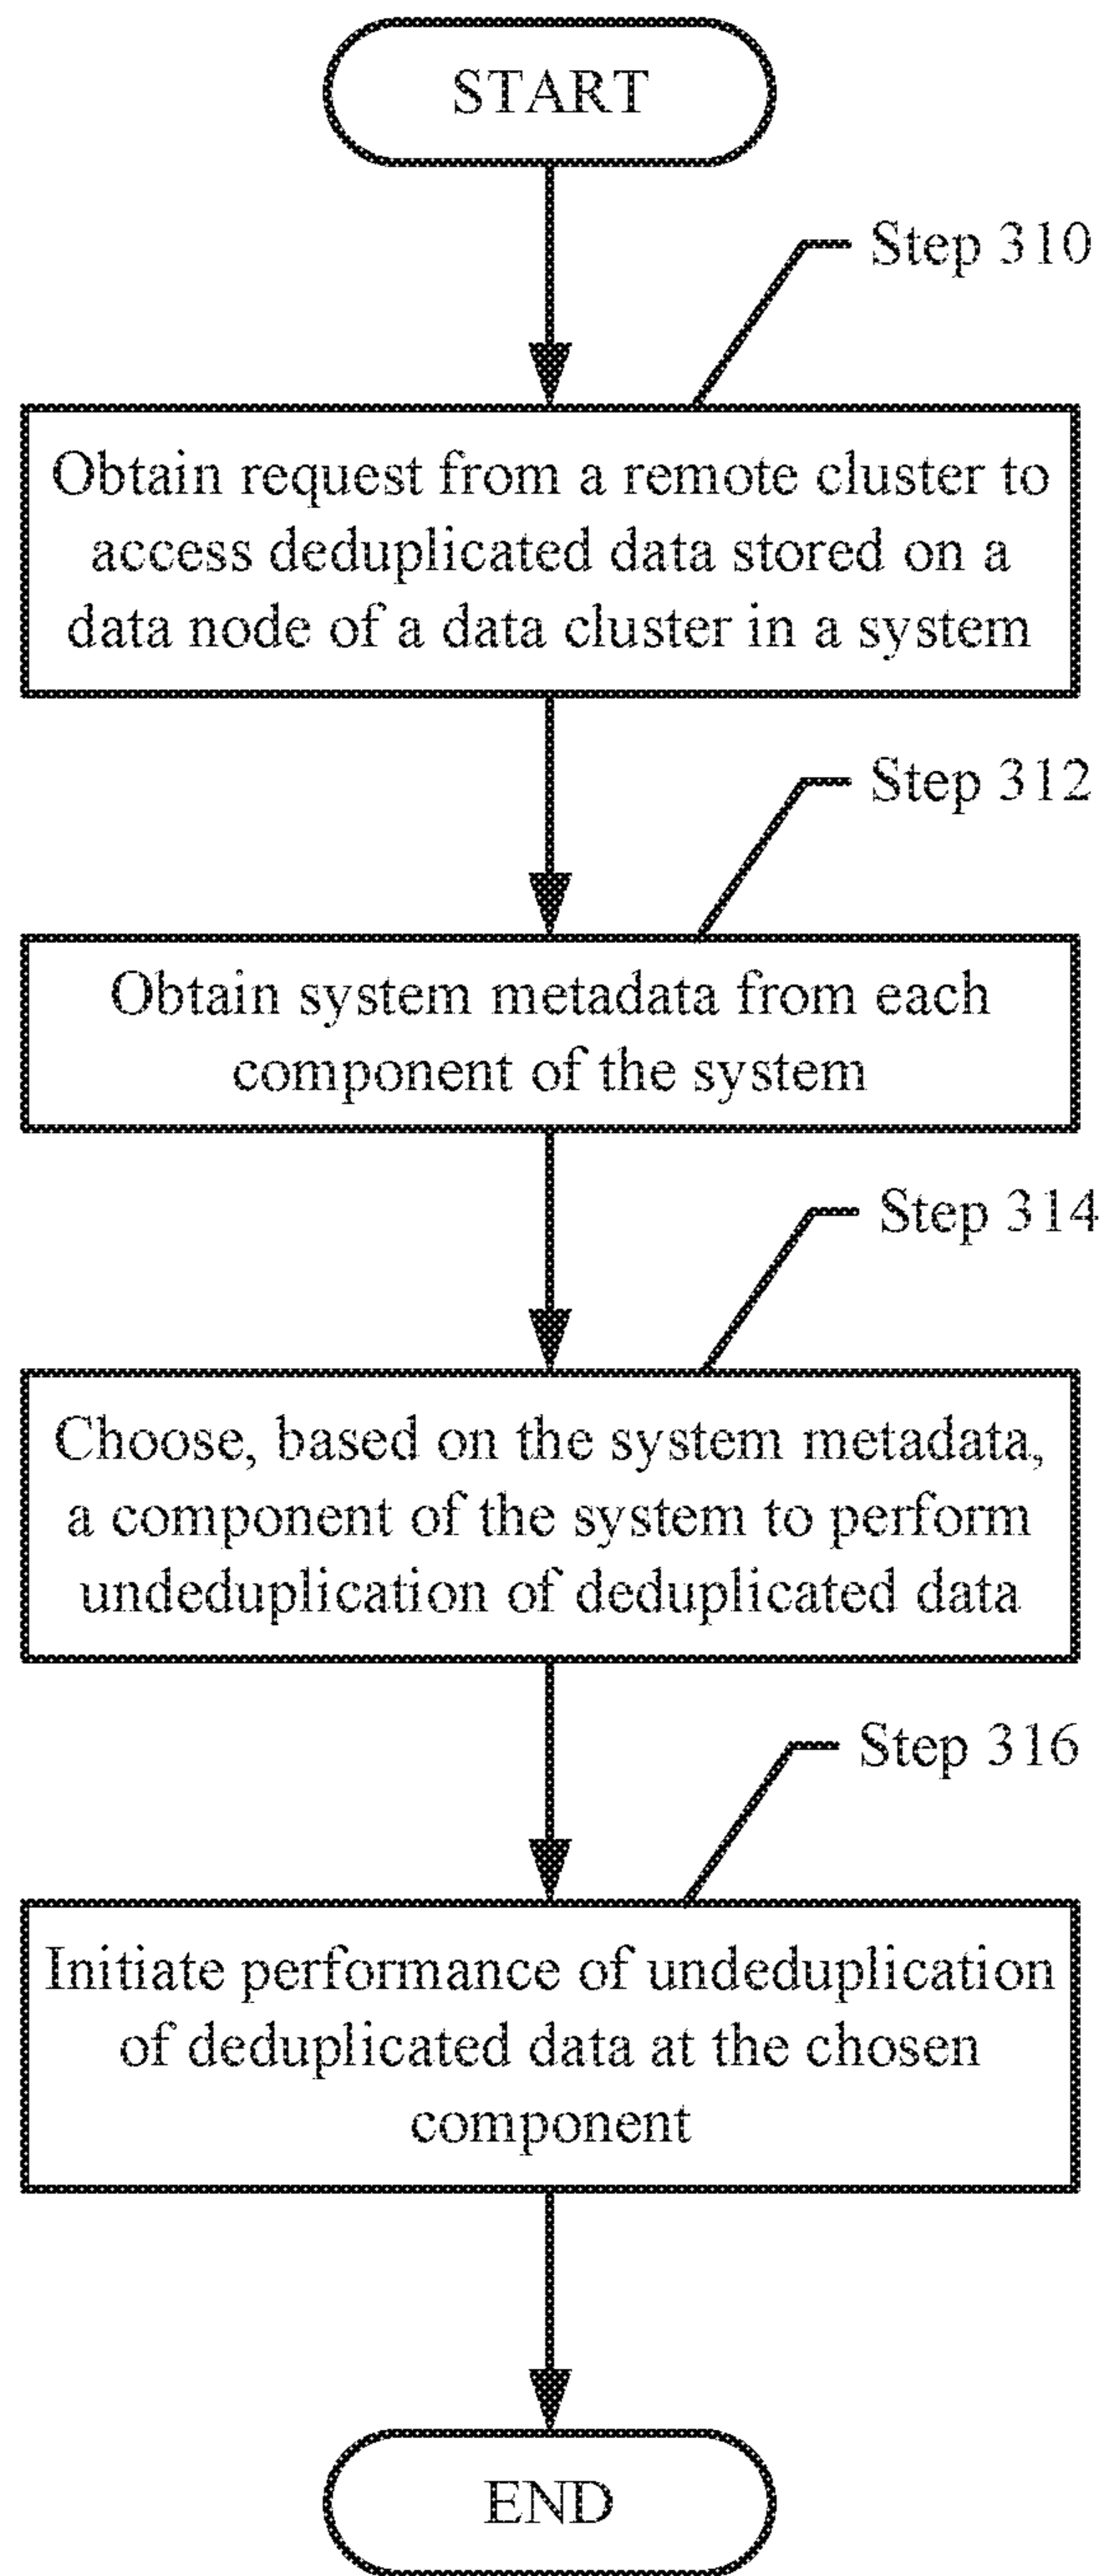 START
Step 310
Obtain request from a remote cluster to
access deduplicated data stored on a
data node of a data cluster in a system
Step 312
Obtain system metadata from each
component of the system
Step 314
Choose, based on the system metadata,
a component of the system to perform
undeduplication of deduplicated data
Step 316
Initiate performance of undeduplication
of deduplicated data at the chosen
component
END